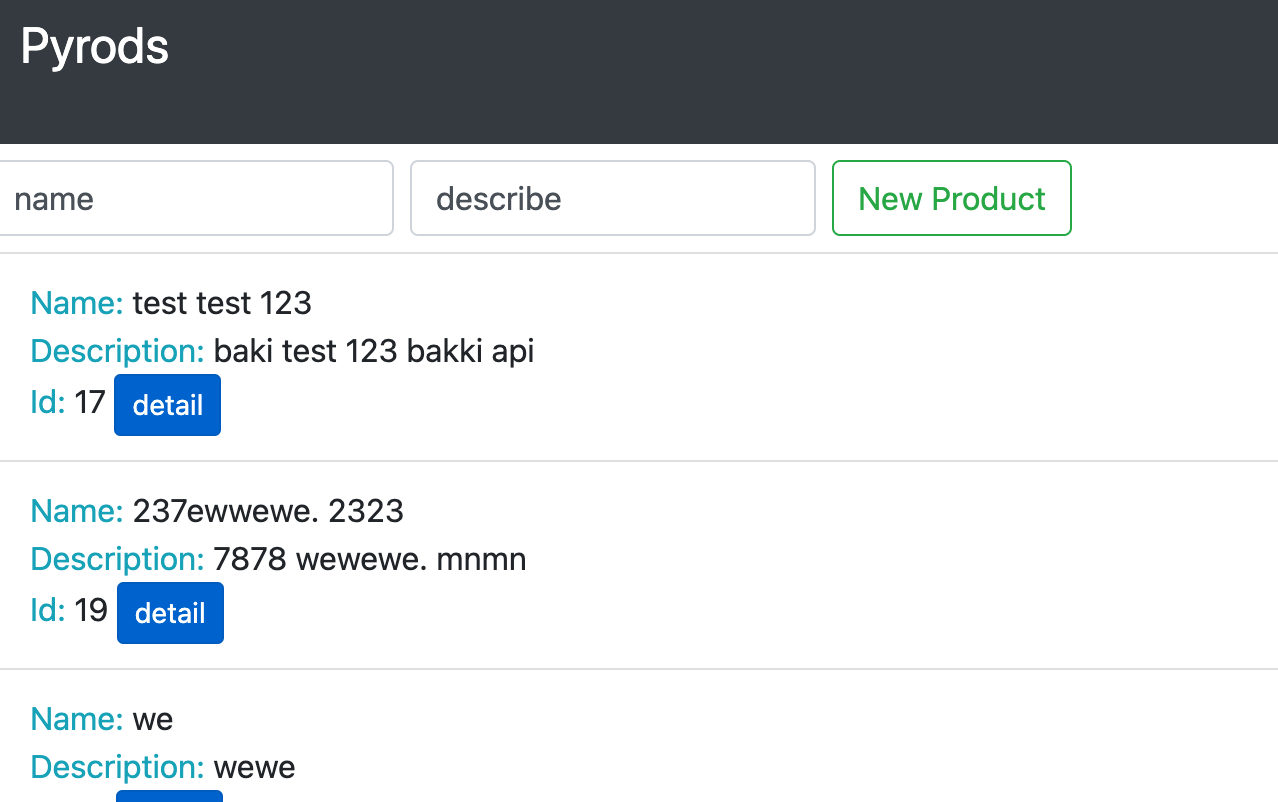 Pyrods
name describe New Product
Name: test test 123
Description: baki test 123 bakki api
Id: 17 detail
Name: 237ewwewe. 2323
Description: 7878 wewewe. mnmn
Id: 19 detail
Name: we
Description: wewe